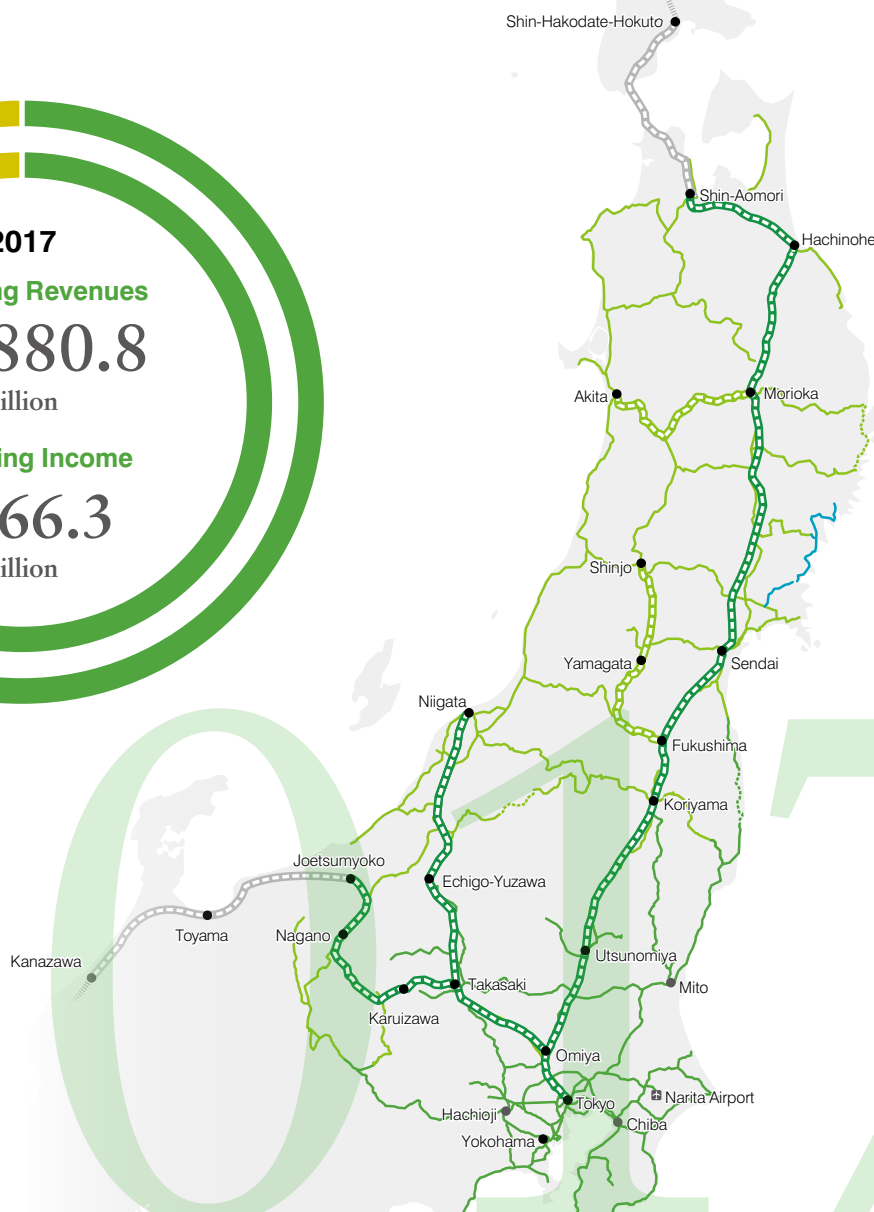 Shin-Hakodate-Hokuto
Shin-Aomori
Hachinohe
2017
ng Revenues
880.8
illion
ing Income
66.3
illion
Akita
Morioka
Shinjo
Yamagata
Sendai
Niigata
Fukushima
Koriyama
Joetsumyoko
Echigo-Yuzawa
Toyama
Nagano
Utsunomiya
Kanazawa
Takasaki
Mito
Karuizawa
Omiya
Narita Airport
Tokyo
Hachioji
Chiba
Yokohama
017